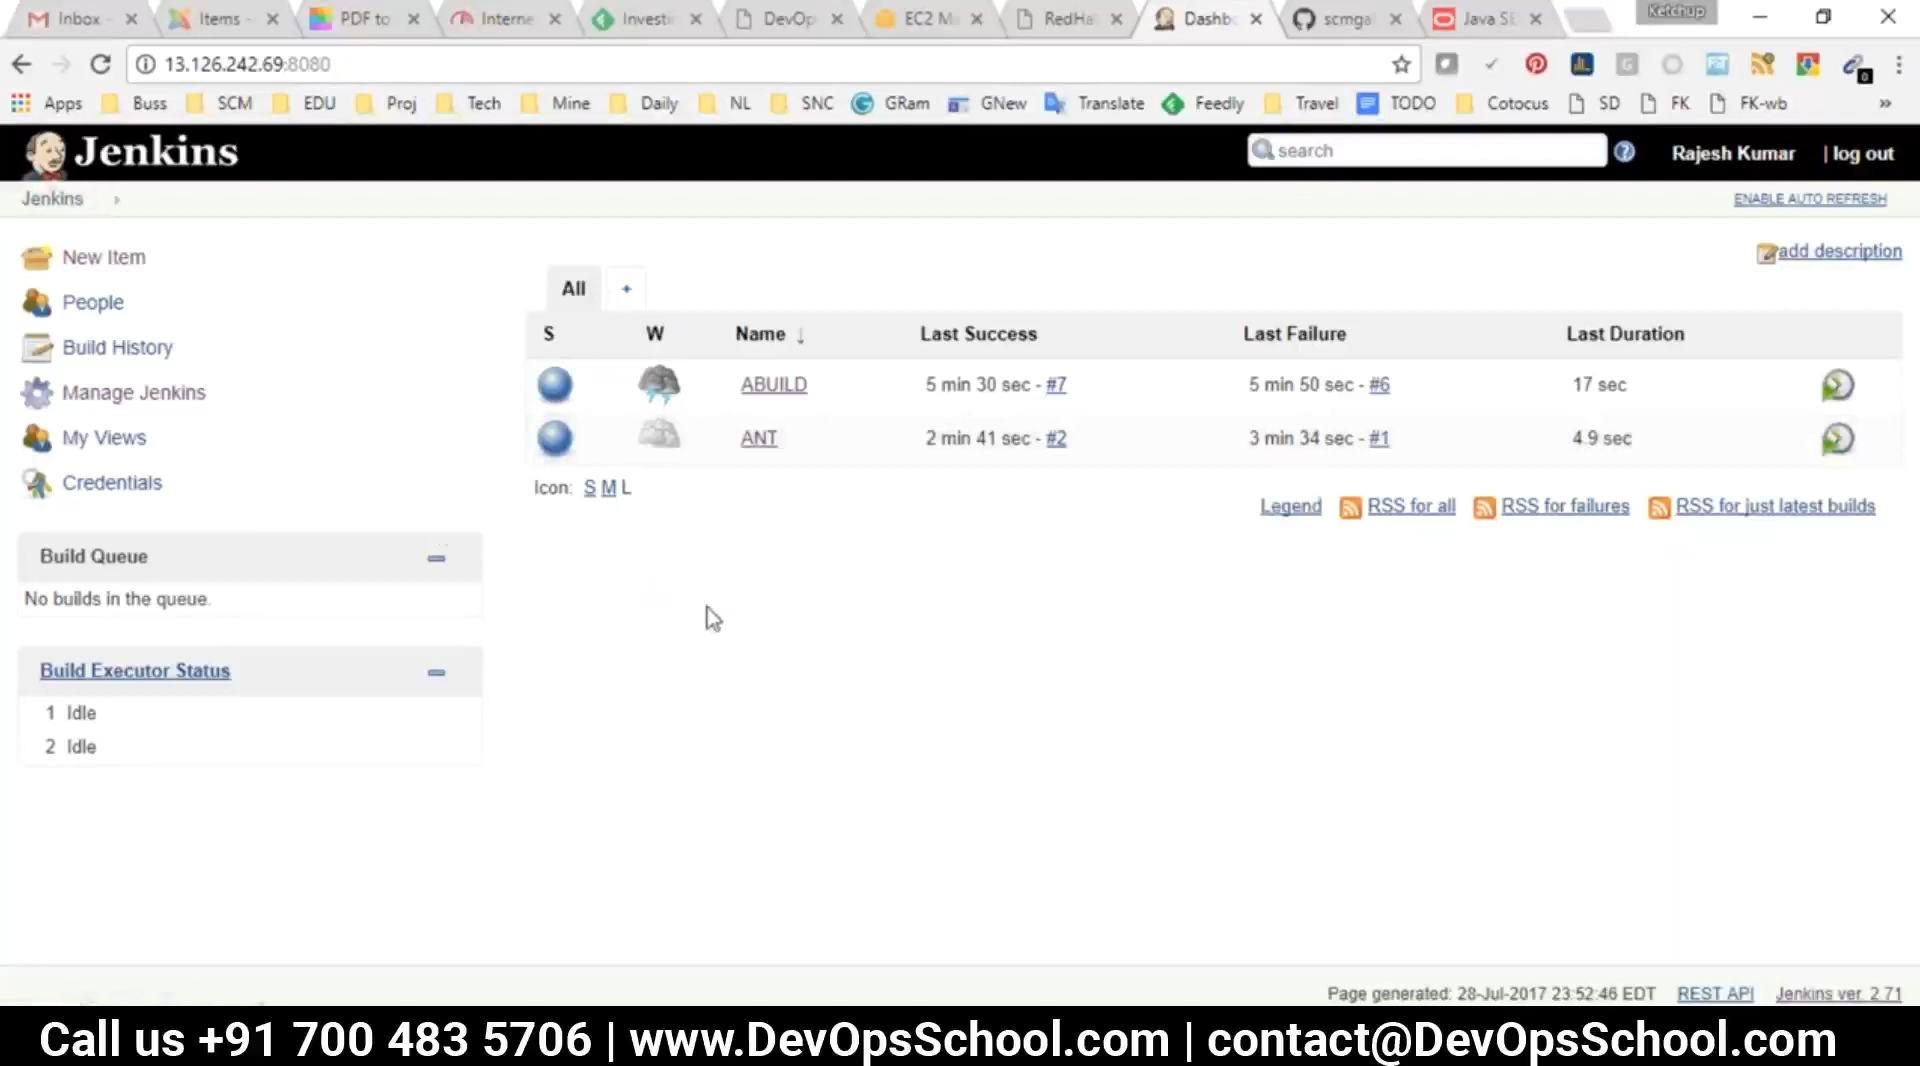 Inbox -
Items -
PDF to
Interne
Investi
DevOp
EC2 M
RedHa
Dashb
scmga
Java SE
Ketchup
13.126.242.69:8080
Apps Buss SCM EDU Proj Tech Mine Daily NL SNC GRam GNew Translate Feedly Travel TODO Cotocus SD FK FK-wb »
Jenkins
search
Rajesh Kumar | log out
Jenkins
ENABLE AUTO REFRESH
New Item
People
Build History
Manage Jenkins
My Views
Credentials
add description
All +
S W Name ↓ Last Success Last Failure Last Duration
ABUILD 5 min 30 sec - #7 5 min 50 sec - #6 17 sec
ANT 2 min 41 sec - #2 3 min 34 sec - #1 4.9 sec
Icon: S M L
Legend RSS for all RSS for failures RSS for just latest builds
Build Queue
No builds in the queue.
Build Executor Status
1 Idle
2 Idle
Page generated: 28-Jul-2017 23:52:46 EDT REST API Jenkins ver. 2.71
Call us +91 700 483 5706 | www.DevOpsSchool.com | contact@DevOpsSchool.com